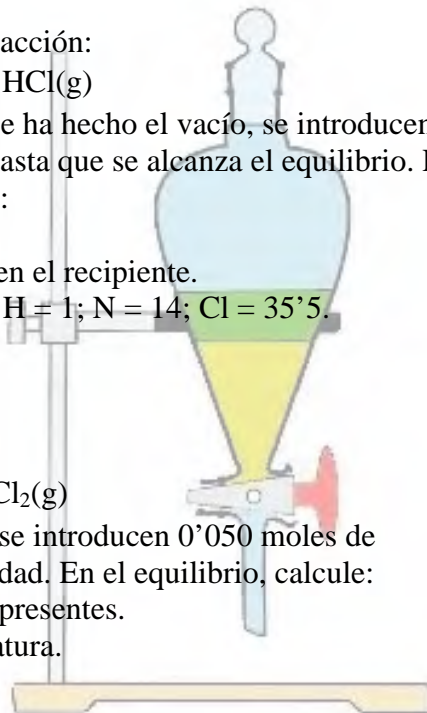 acción:
HCl(g)
e ha hecho el vacío, se introducen
asta que se alcanza el equilibrio.
:
en el recipiente.
H = 1; N = 14; Cl = 35'5.
Cl₂(g)
se introducen 0'050 moles de
dad. En el equilibrio, calcule:
presentes.
atura.